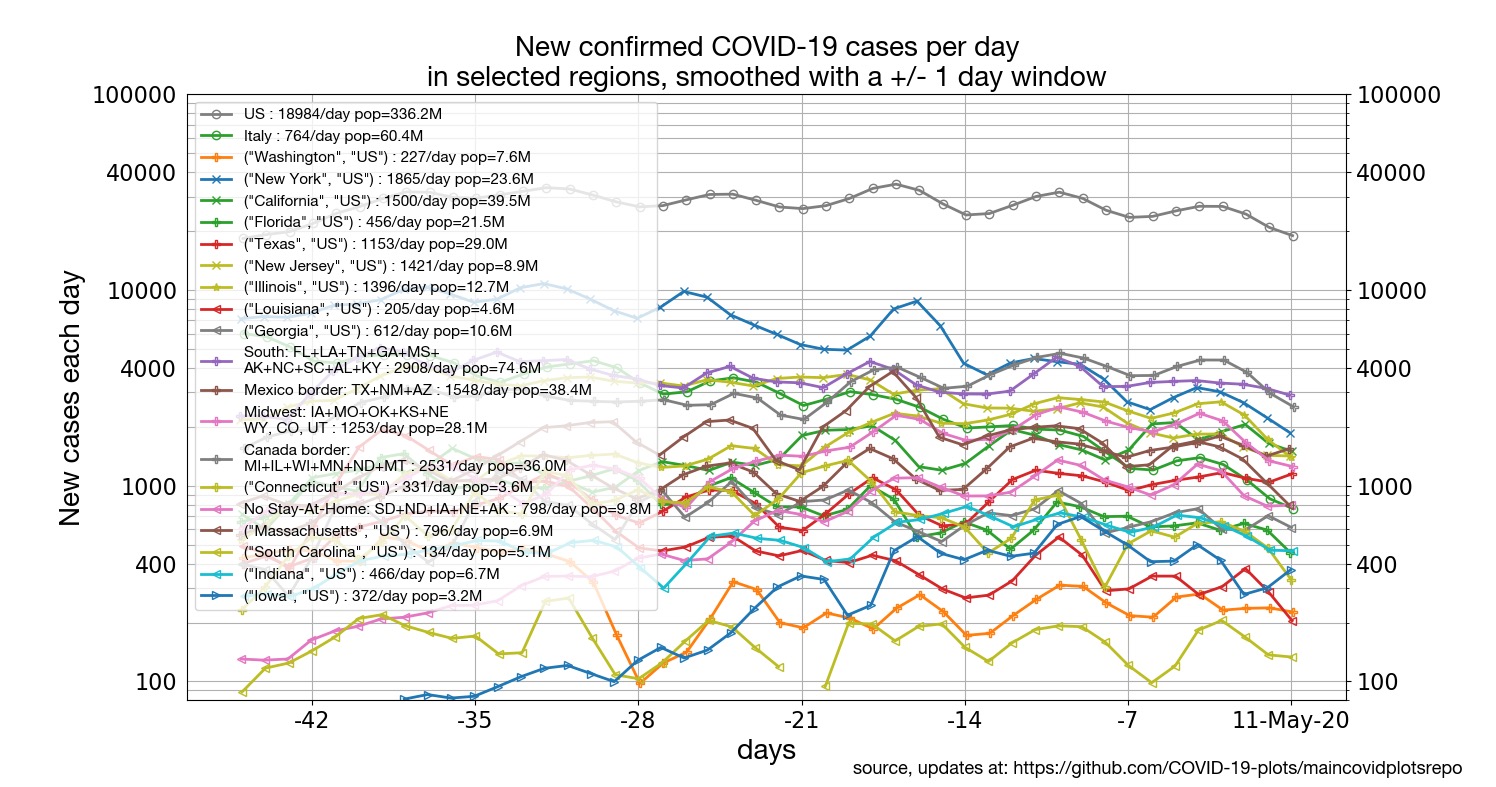 New confirmed COVID-19 cases per day
in selected regions, smoothed with a +/- 1 day window
100000
40000
10000
4000
1000
400
100
New cases each day
US : 18984/day pop=336.2M
Italy : 764/day pop=60.4M
("Washington", "US") : 227/day pop=7.6M
("New York", "US") : 1865/day pop=23.6M
("California", "US") : 1500/day pop=39.5M
("Florida", "US") : 456/day pop=21.5M
("Texas", "US") : 1153/day pop=29.0M
("New Jersey", "US") : 1421/day pop=8.9M
("Illinois", "US") : 1396/day pop=12.7M
("Louisiana", "US") : 205/day pop=4.6M
("Georgia", "US") : 612/day pop=10.6M
South: FL+LA+TN+GA+MS+
AK+NC+SC+AL+KY : 2908/day pop=74.6M
Mexico border: TX+NM+AZ : 1548/day pop=38.4M
Midwest: IA+MO+OK+KS+NE
WY, CO, UT : 1253/day pop=28.1M
Canada border:
MI+IL+WI+MN+ND+MT : 2531/day pop=36.0M
("Connecticut", "US") : 331/day pop=3.6M
No Stay-At-Home: SD+ND+IA+NE+AK : 798/day pop=9.8M
("Massachusetts", "US") : 796/day pop=6.9M
("South Carolina", "US") : 134/day pop=5.1M
("Indiana", "US") : 466/day pop=6.7M
("Iowa", "US") : 372/day pop=3.2M
100000
40000
10000
4000
1000
400
100
-42 -35 -28 -21 -14 -7 11-May-20
days
source, updates at: https://github.com/COVID-19-plots/maincovidplotsrepo